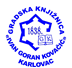 GRADSKA KNJIŽNICA
1838.
"IVAN GORAN KOVAČIĆ"
KARLOVAC